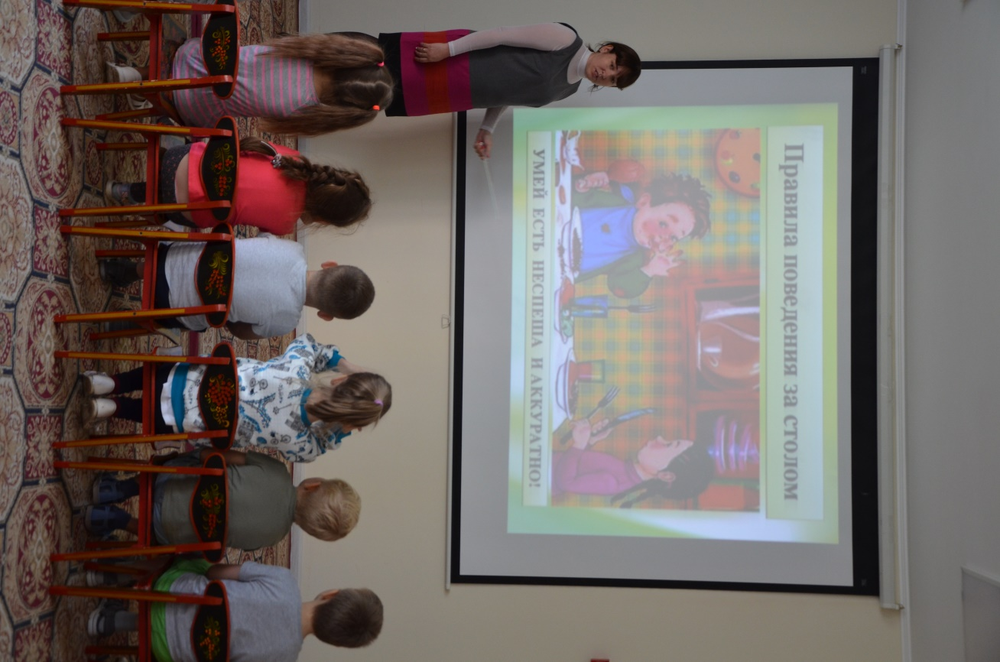 Правила поведения за столом
УМЕЙ ЕСТЬ НЕСПЕША И АККУРАТНО!